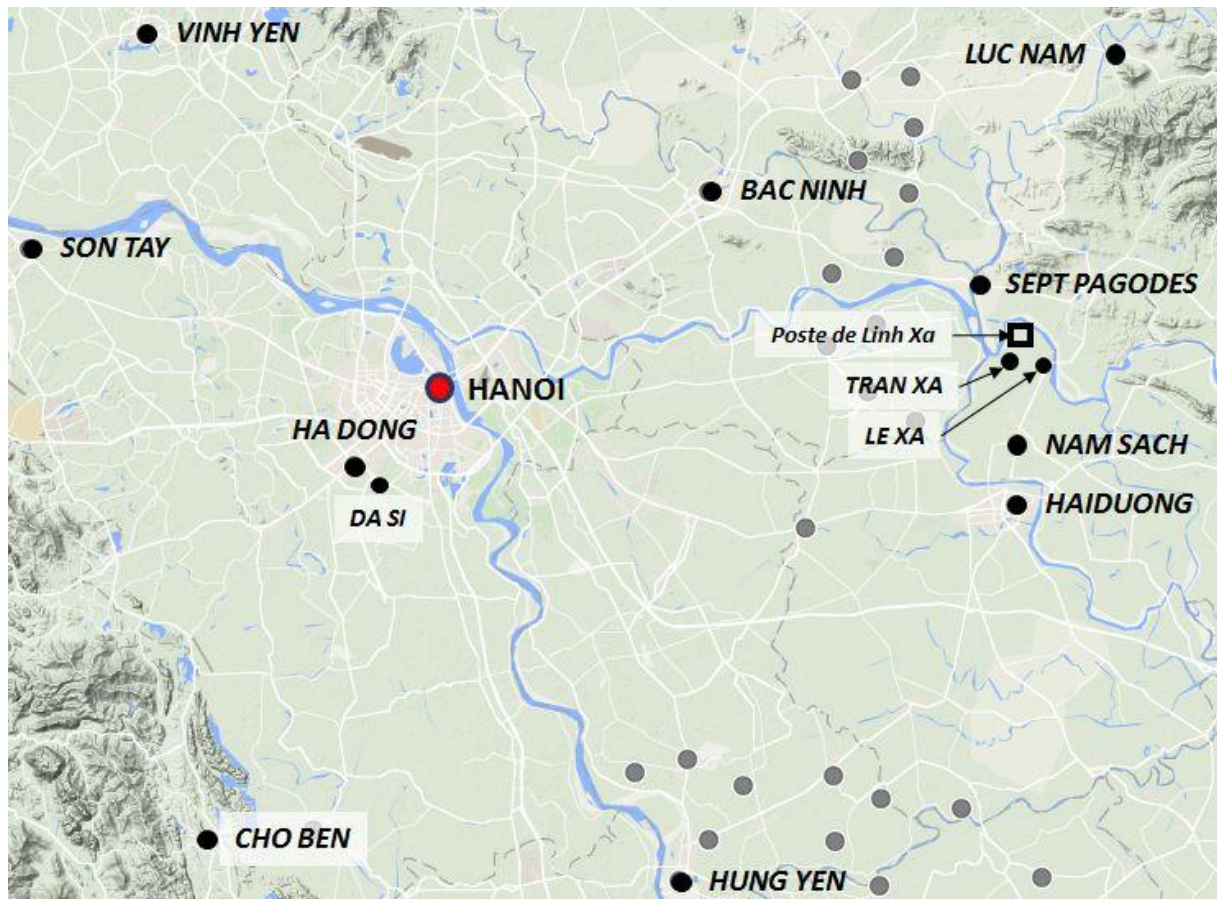 VINH YEN
LUC NAM
BAC NINH
SON TAY
SEPT PAGODES
Poste de Linh Xa
TRAN XA
HANOI
HA DONG
LE XA
NAM SACH
HAIDUONG
DA SI
CHO BEN
HUNG YEN